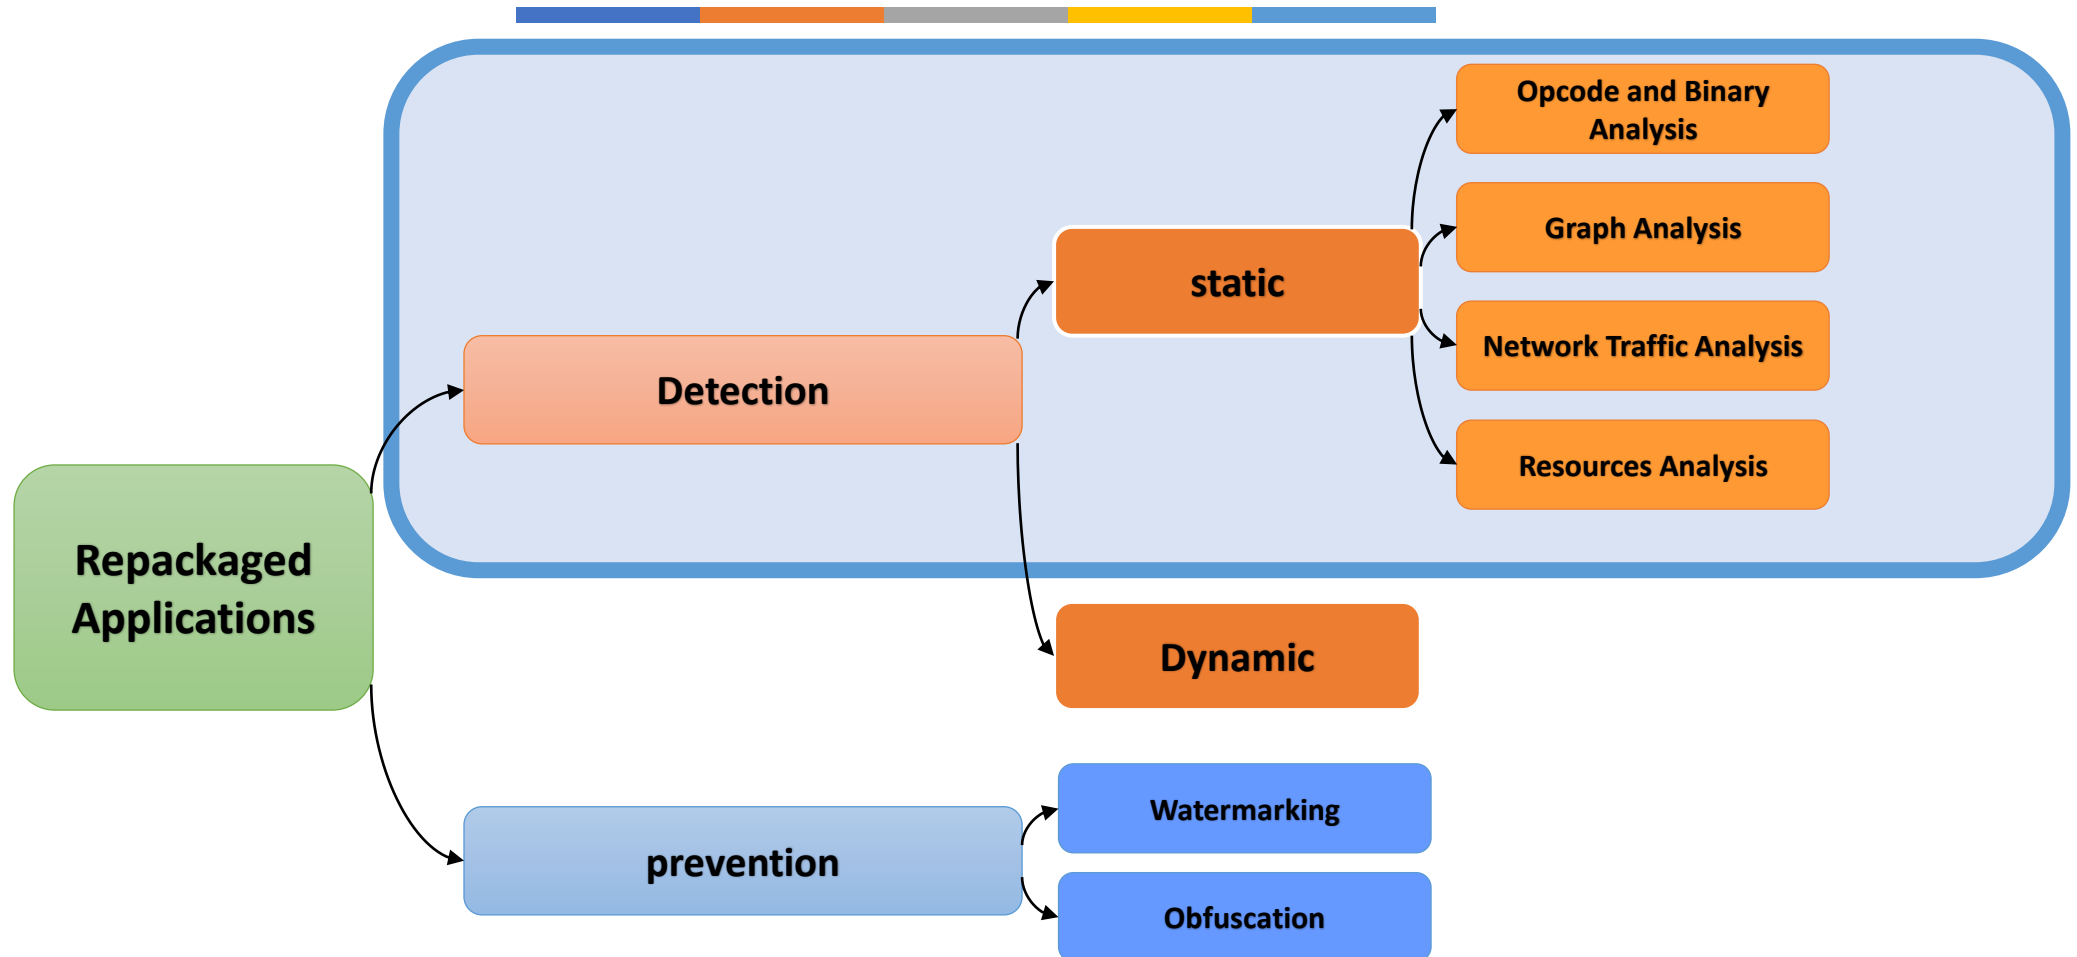 Opcode and Binary
Analysis
Graph Analysis
static
Network Traffic Analysis
Detection
Resources Analysis
Repackaged
Applications
Dynamic
Watermarking
prevention
Obfuscation